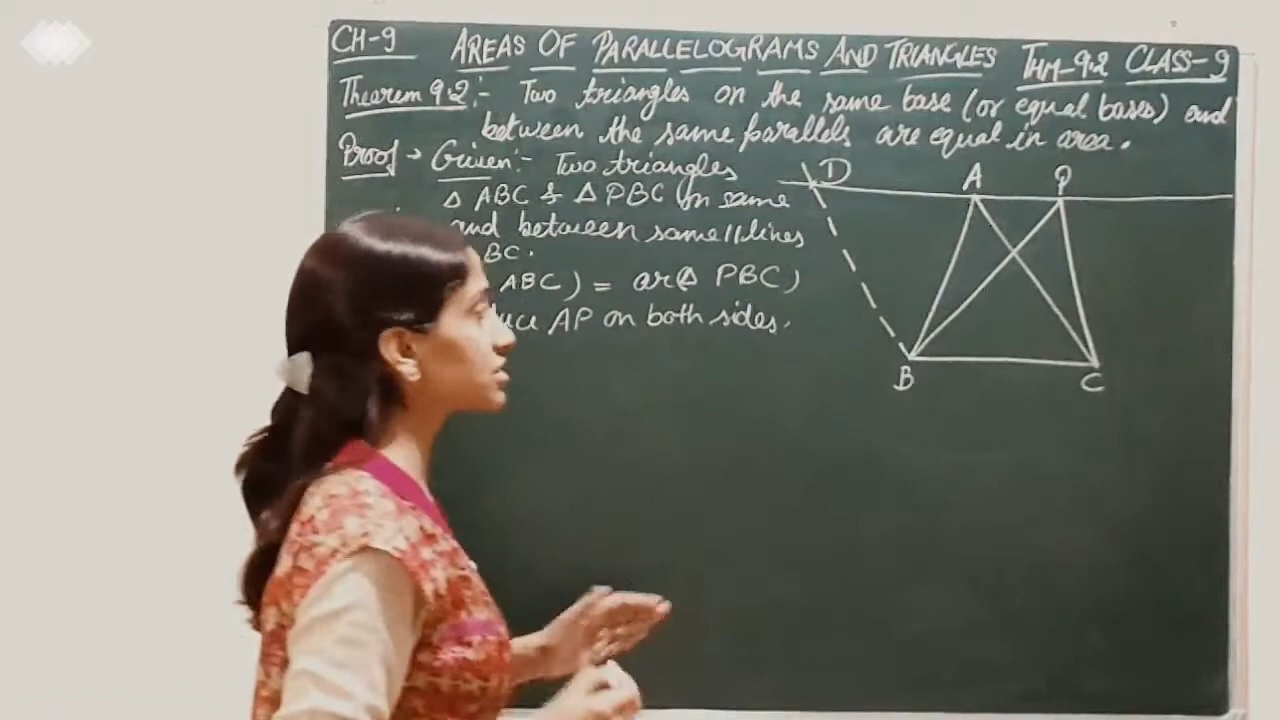 CH-9 AREAS OF PARALLELOGRAMS AND TRIANGLES THM-9.2 CLASS-9
Theorem 9.2:- Two triangles on the same base (or equal bases) and
between the same parallels are equal in area.
Proof → Given:- Two triangles
△ ABC & △ PBC on same
and between same || lines
BC.
ABC) = ar(△ PBC)
AP on both sides.
D A P
B C